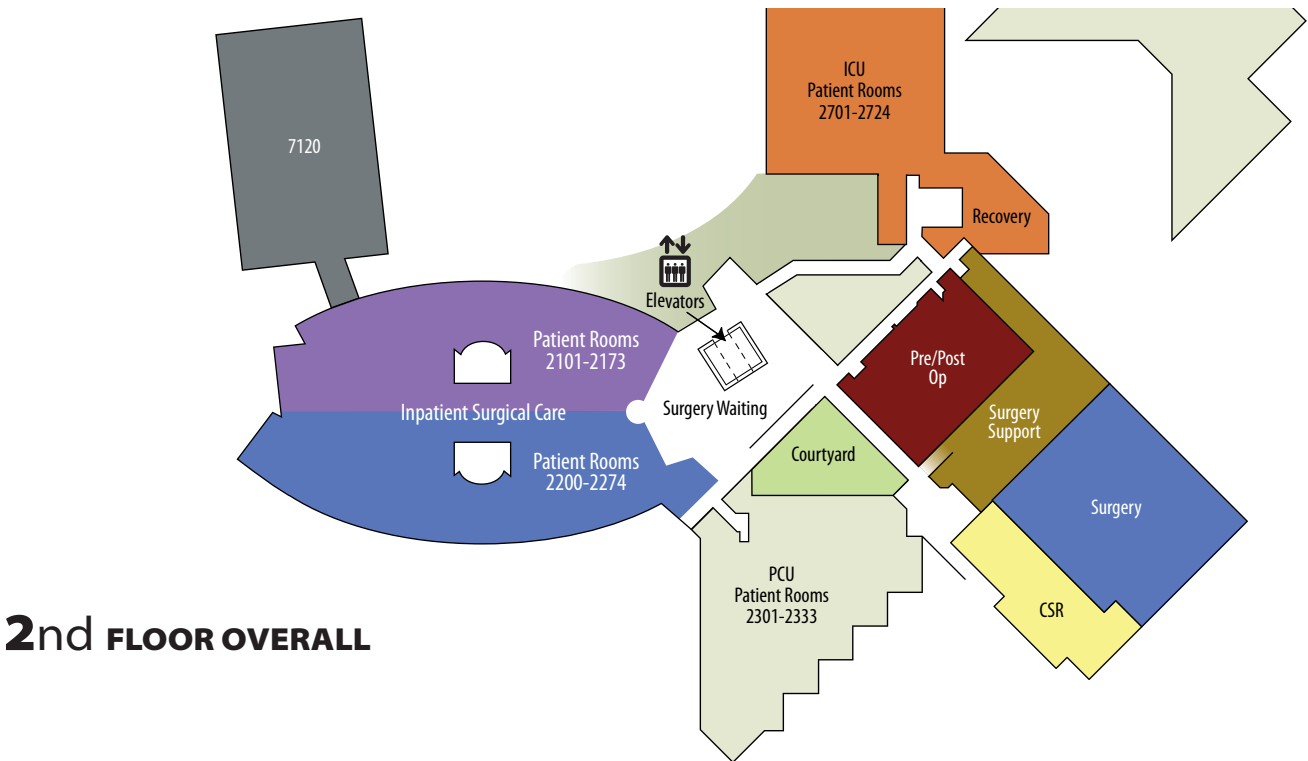 ICU
Patient Rooms
2701-2724
7120
Recovery
Elevators
Patient Rooms
2101-2173
Pre/Post
Op
Inpatient Surgical Care
Surgery Waiting
Surgery
Support
Courtyard
Patient Rooms
2200-2274
Surgery
PCU
Patient Rooms
2301-2333
CSR
2nd FLOOR OVERALL